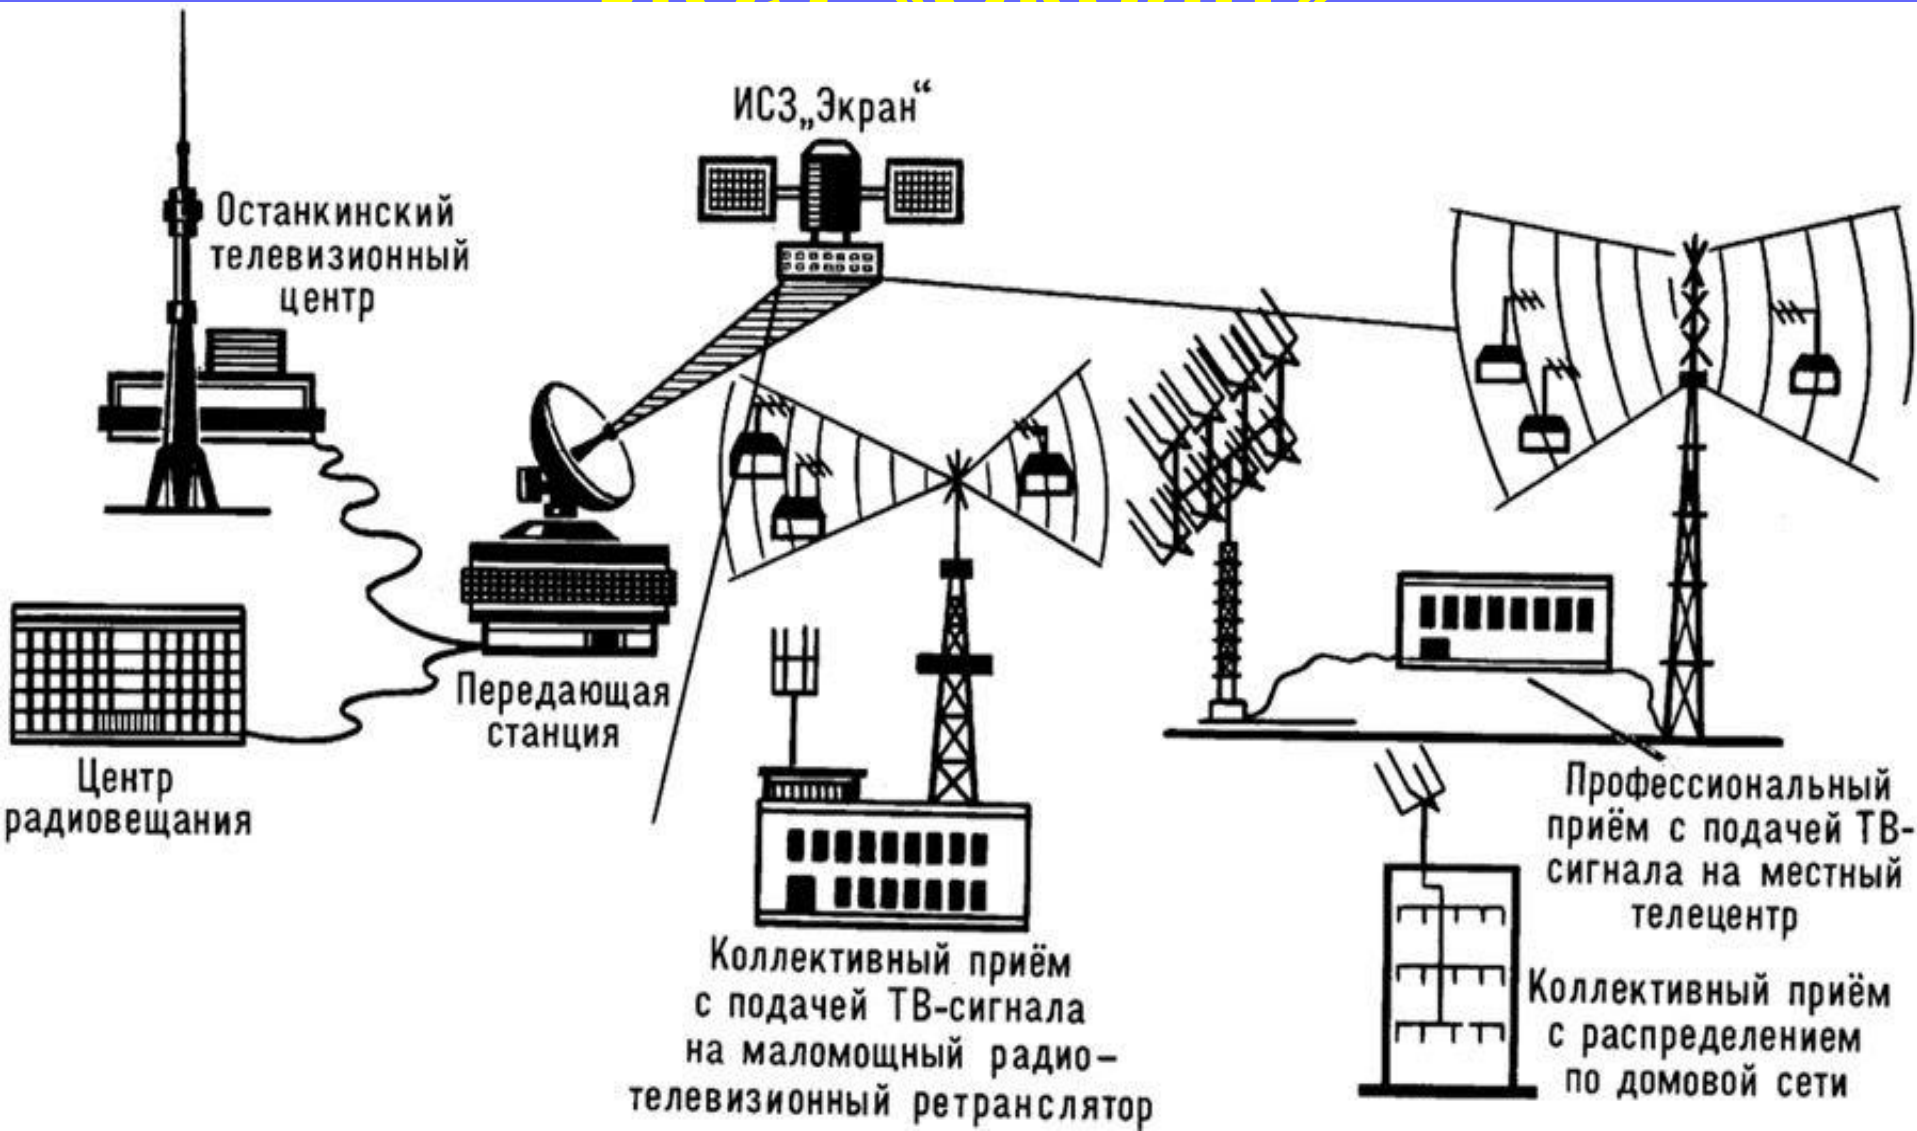 ИСЗ„Экран“
Останкинский
телевизионный
центр
Передающая
станция
Центр
радиовещания
Коллективный приём
с подачей ТВ-сигнала
на маломощный радио–
телевизионный ретранслятор
Профессиональный
приём с подачей ТВ-
сигнала на местный
телецентр
Коллективный приём
с распределением
по домовой сети